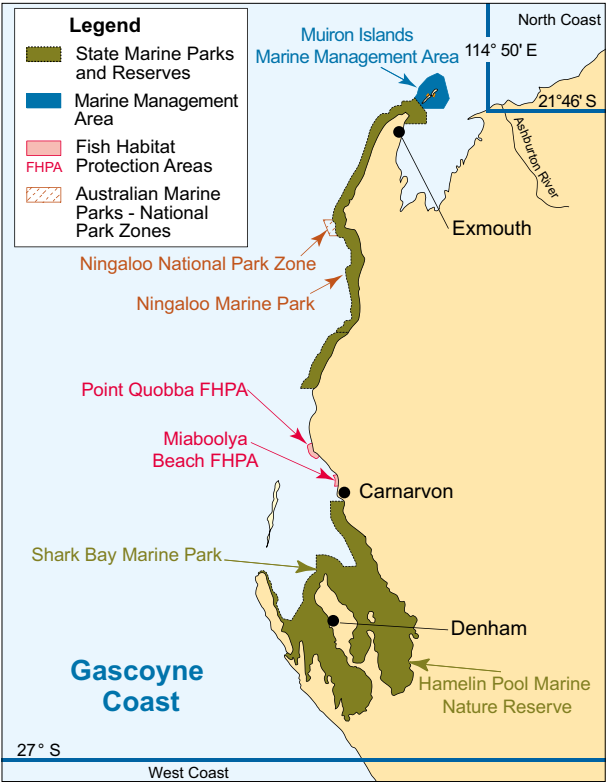 Legend
State Marine Parks
and Reserves
Marine Management
Area
Fish Habitat
FHPA Protection Areas
Australian Marine
Parks - National
Park Zones
Muiron Islands
Marine Management Area
North Coast
114° 50' E
21°46' S
Ashburton River
Exmouth
Ningaloo National Park Zone
Ningaloo Marine Park
Point Quobba FHPA
Miaboolya
Beach FHPA
Carnarvon
Shark Bay Marine Park
Denham
Gascoyne
Coast
Hamelin Pool Marine
Nature Reserve
27° S
West Coast